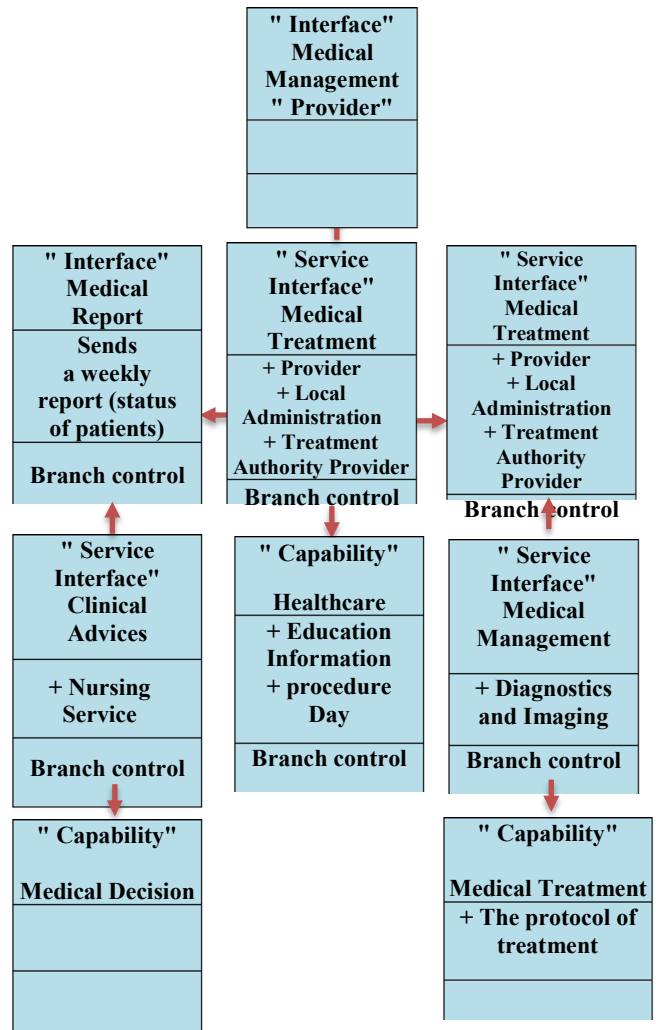 " Interface"
Medical
Management
" Provider"
" Interface"
Medical
Report
Sends
a weekly
report (status
of patients)
Branch control
" Service
Interface"
Medical
Treatment
+ Provider
+ Local
Administration
+ Treatment
Authority Provider
Branch control
" Service
Interface"
Medical
Treatment
+ Provider
+ Local
Administration
+ Treatment
Authority
Provider
Branch control
" Service
Interface"
Clinical
Advices
+ Nursing
Service
Branch control
" Capability"
Healthcare
+ Education
Information
+ procedure
Day
Branch control
" Service
Interface"
Medical
Management
+ Diagnostics
and Imaging
Branch control
" Capability"
Medical Decision
" Capability"
Medical Treatment
+ The protocol of
treatment